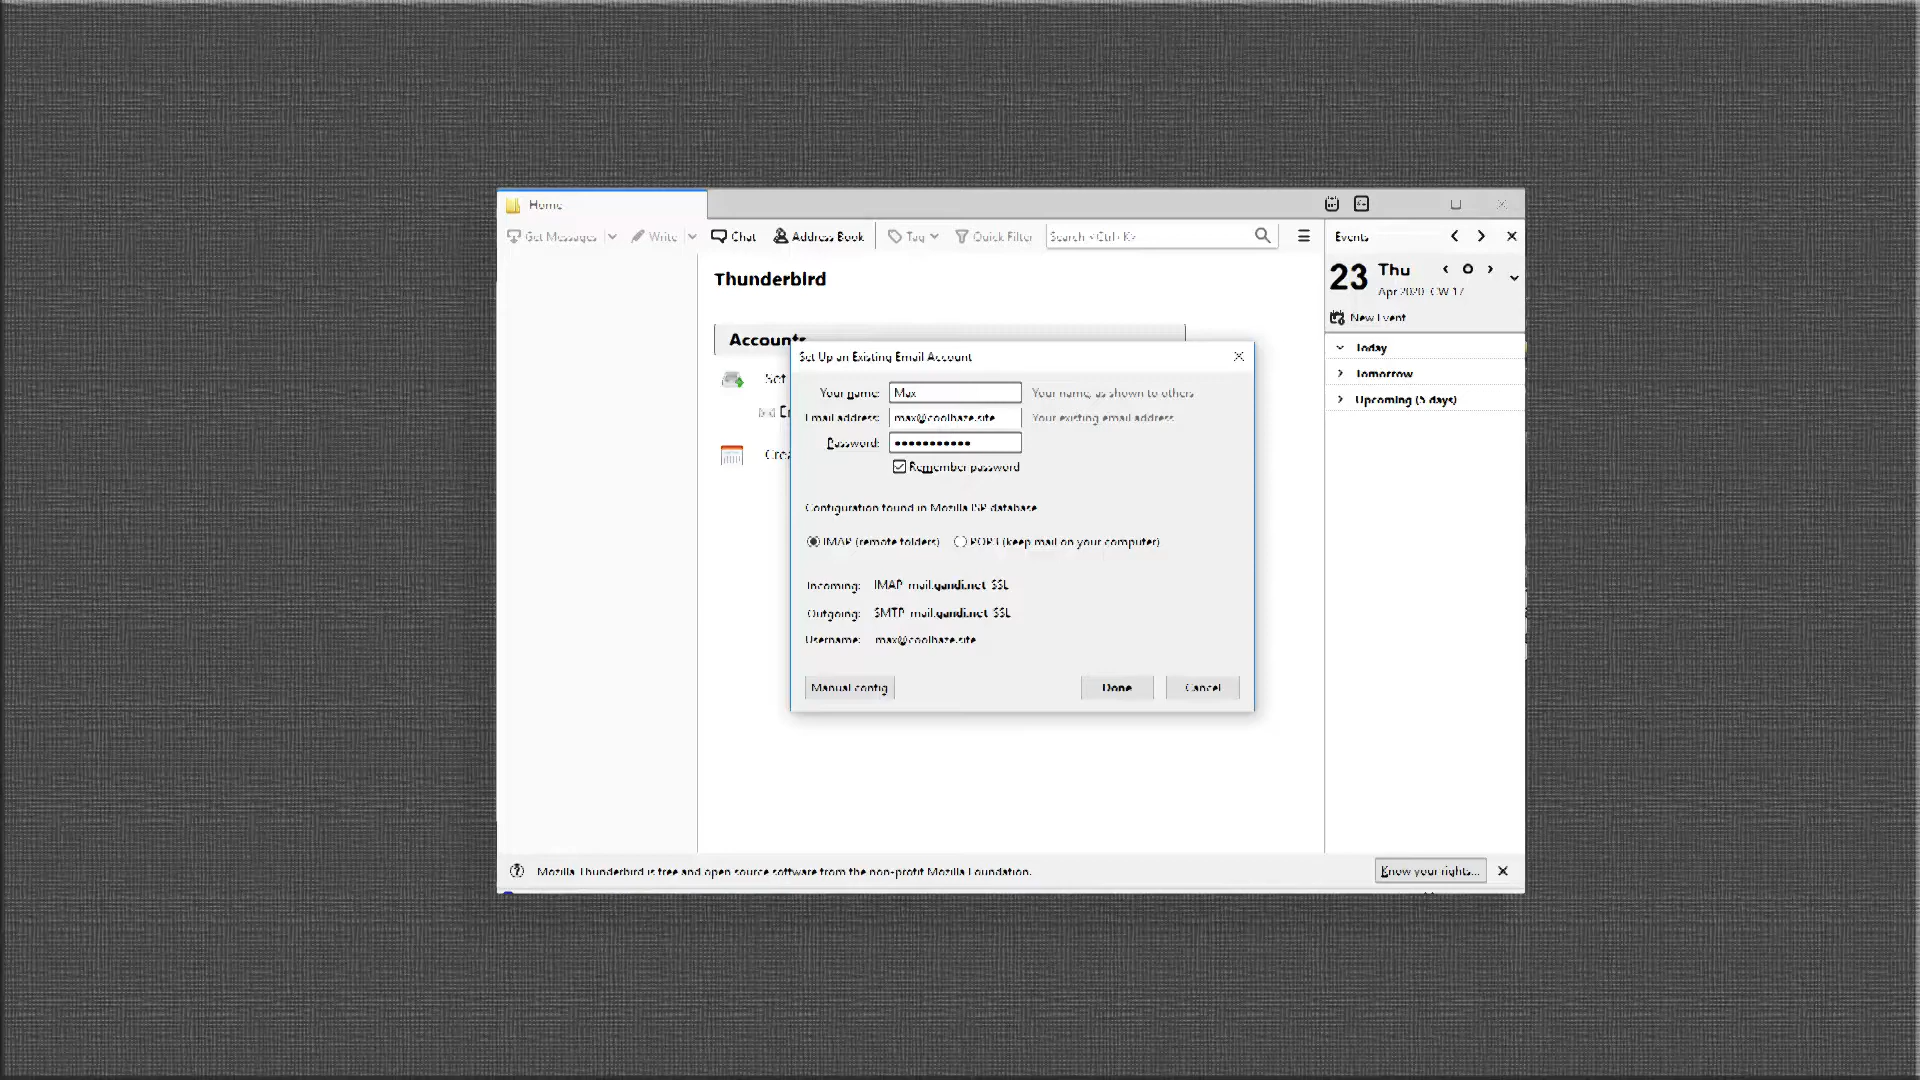 Home
Get Messages
Write
Chat
Address Book
Tag
Quick Filter
Search <Ctrl+K>
Events
Thunderbird
23
Thu
Apr 2020 CW 17
New Event
Accounts
Today
Tomorrow
Upcoming (5 days)
Set
Set Up an Existing Email Account
Your name: Max Your name, as shown to others
Email address: max@coolhaze.site Your existing email address
Password: •••••••••••
Remember password
Configuration found in Mozilla ISP database
IMAP (remote folders) POP3 (keep mail on your computer)
Incoming: IMAP mail.gandi.net SSL
Outgoing: SMTP mail.gandi.net SSL
Username: max@coolhaze.site
Manual config
Done
Cancel
Mozilla Thunderbird is free and open source software from the non-profit Mozilla Foundation.
Know your rights...